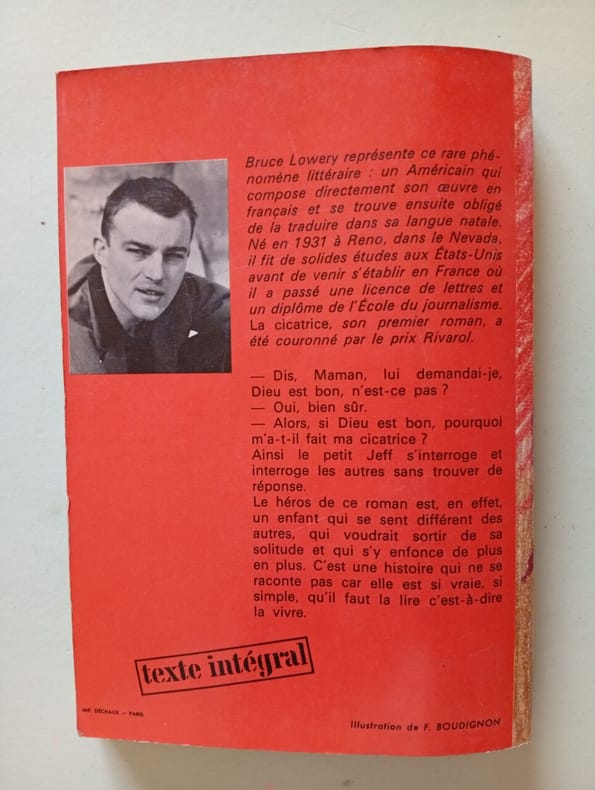 Bruce Lowery représente ce rare phé-
nomène littéraire : un Américain qui
compose directement son œuvre en
français et se trouve ensuite obligé
de la traduire dans sa langue natale.
Né en 1931 à Reno, dans le Nevada,
il fit de solides études aux États-Unis
avant de venir s'établir en France où
il a passé une licence de lettres et
un diplôme de l'École du journalisme.
La cicatrice, son premier roman, a
été couronné par le prix Rivarol.
— Dis, Maman, lui demandai-je,
Dieu est bon, n'est-ce pas ?
— Oui, bien sûr.
— Alors, si Dieu est bon, pourquoi
m'a-t-il fait ma cicatrice ?
Ainsi le petit Jeff s'interroge et
interroge les autres sans trouver de
réponse.
Le héros de ce roman est, en effet,
un enfant qui se sent différent des
autres, qui voudrait sortir de sa
solitude et qui s'y enfonce de plus
en plus. C'est une histoire qui ne se
raconte pas car elle est si vraie, si
simple, qu'il faut la lire c'est-à-dire
la vivre.
texte intégral
IMP. DÉCHAUX – PARIS
Illustration de F. BOUDIGNON